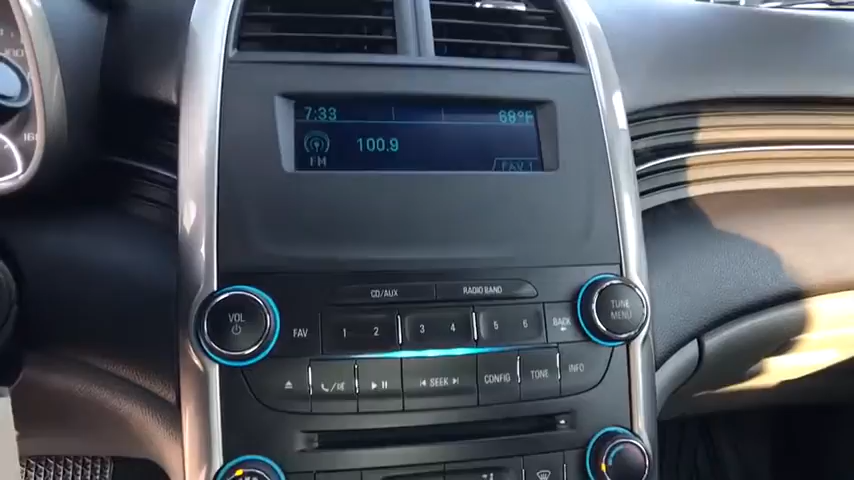 7:33 68°F
100.9
FM FAV 1
CD/AUX RADIO BAND
VOL
TUNE
MENU
FAV 1 2 3 4 5 6 BACK
SEEK CONFIG TONE INFO